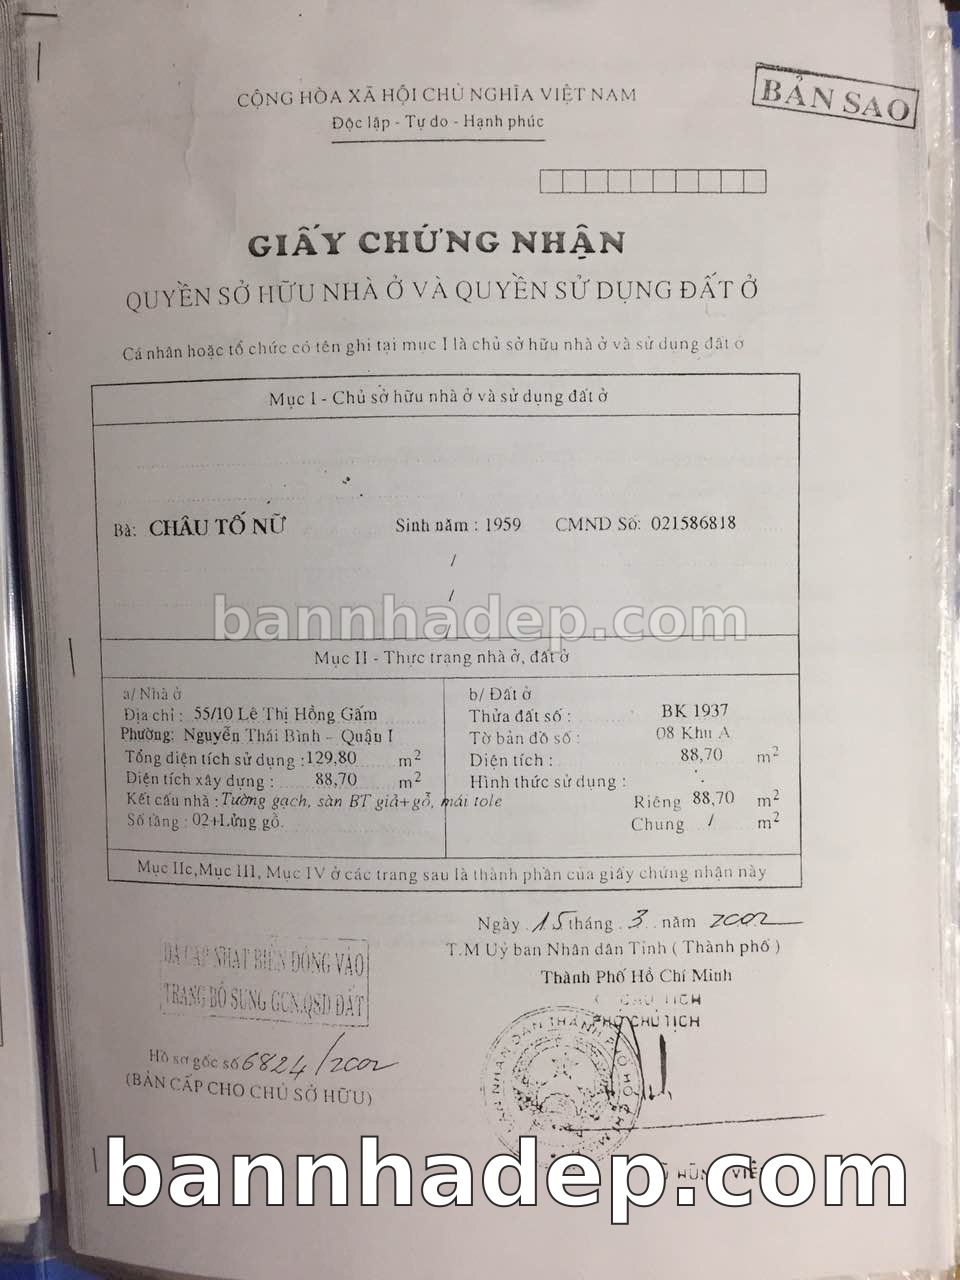 CỘNG HÒA XÃ HỘI CHỦ NGHĨA VIỆT NAM
BẢN SAO
Độc lập - Tự do - Hạnh phúc
GIẤY CHỨNG NHẬN
QUYỀN SỞ HỮU NHÀ Ở VÀ QUYỀN SỬ DỤNG ĐẤT Ở
Cá nhân hoặc tổ chức có tên ghi tại mục I là chủ sở hữu nhà ở và sử dụng đất ở
Mục I - Chủ sở hữu nhà ở và sử dụng đất ở
Bà: CHÂU TỐ NỮ Sinh năm : 1959 CMND Số: 021586818
/
/
/
bannhadep.com
Mục II - Thực trạng nhà ở, đất ở
a/ Nhà ở
Địa chỉ : 55/10 Lê Thị Hồng Gấm
Phường: Nguyễn Thái Bình - Quận I
Tổng diện tích sử dụng :129,80 m2
Diện tích xây dựng : 88,70 m2
Kết cấu nhà : Tường gạch, sàn BT giả+gỗ, mái tole
Số tầng : 02+Lửng gỗ.
b/ Đất ở
Thửa đất số : BK 1937
Tờ bản đồ số : 08 Khu A
Diện tích : 88,70 m2
Hình thức sử dụng :
Riêng 88,70 m2
Chung / m2
Mục IIc, Mục III, Mục IV ở các trang sau là thành phần của giấy chứng nhận này
Ngày 15 tháng 3 năm 2002
T.M Uỷ ban Nhân dân Tỉnh ( Thành phố )
Thành Phố Hồ Chí Minh
CHỦ TỊCH
PHÓ CHỦ TỊCH
ĐÃ CẬP NHẬT BIẾN ĐỘNG VÀO
TRANG BỔ SUNG GCN.QSD ĐẤT
Hồ sơ gốc số 6824/2002
(BẢN CẤP CHO CHỦ SỞ HỮU)
bannhadep.com